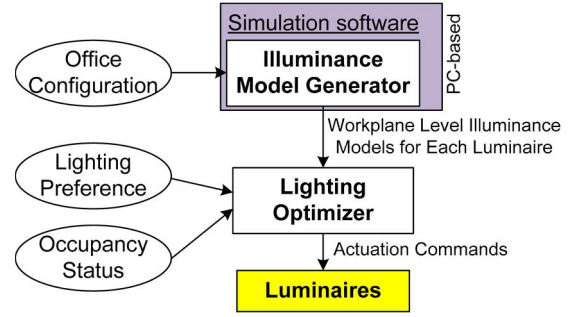 Simulation software
PC-based
Office
Configuration
Illuminance
Model Generator
Workplane Level Illuminance
Models for Each Luminaire
Lighting
Preference
Lighting
Optimizer
Occupancy
Status
Actuation Commands
Luminaires